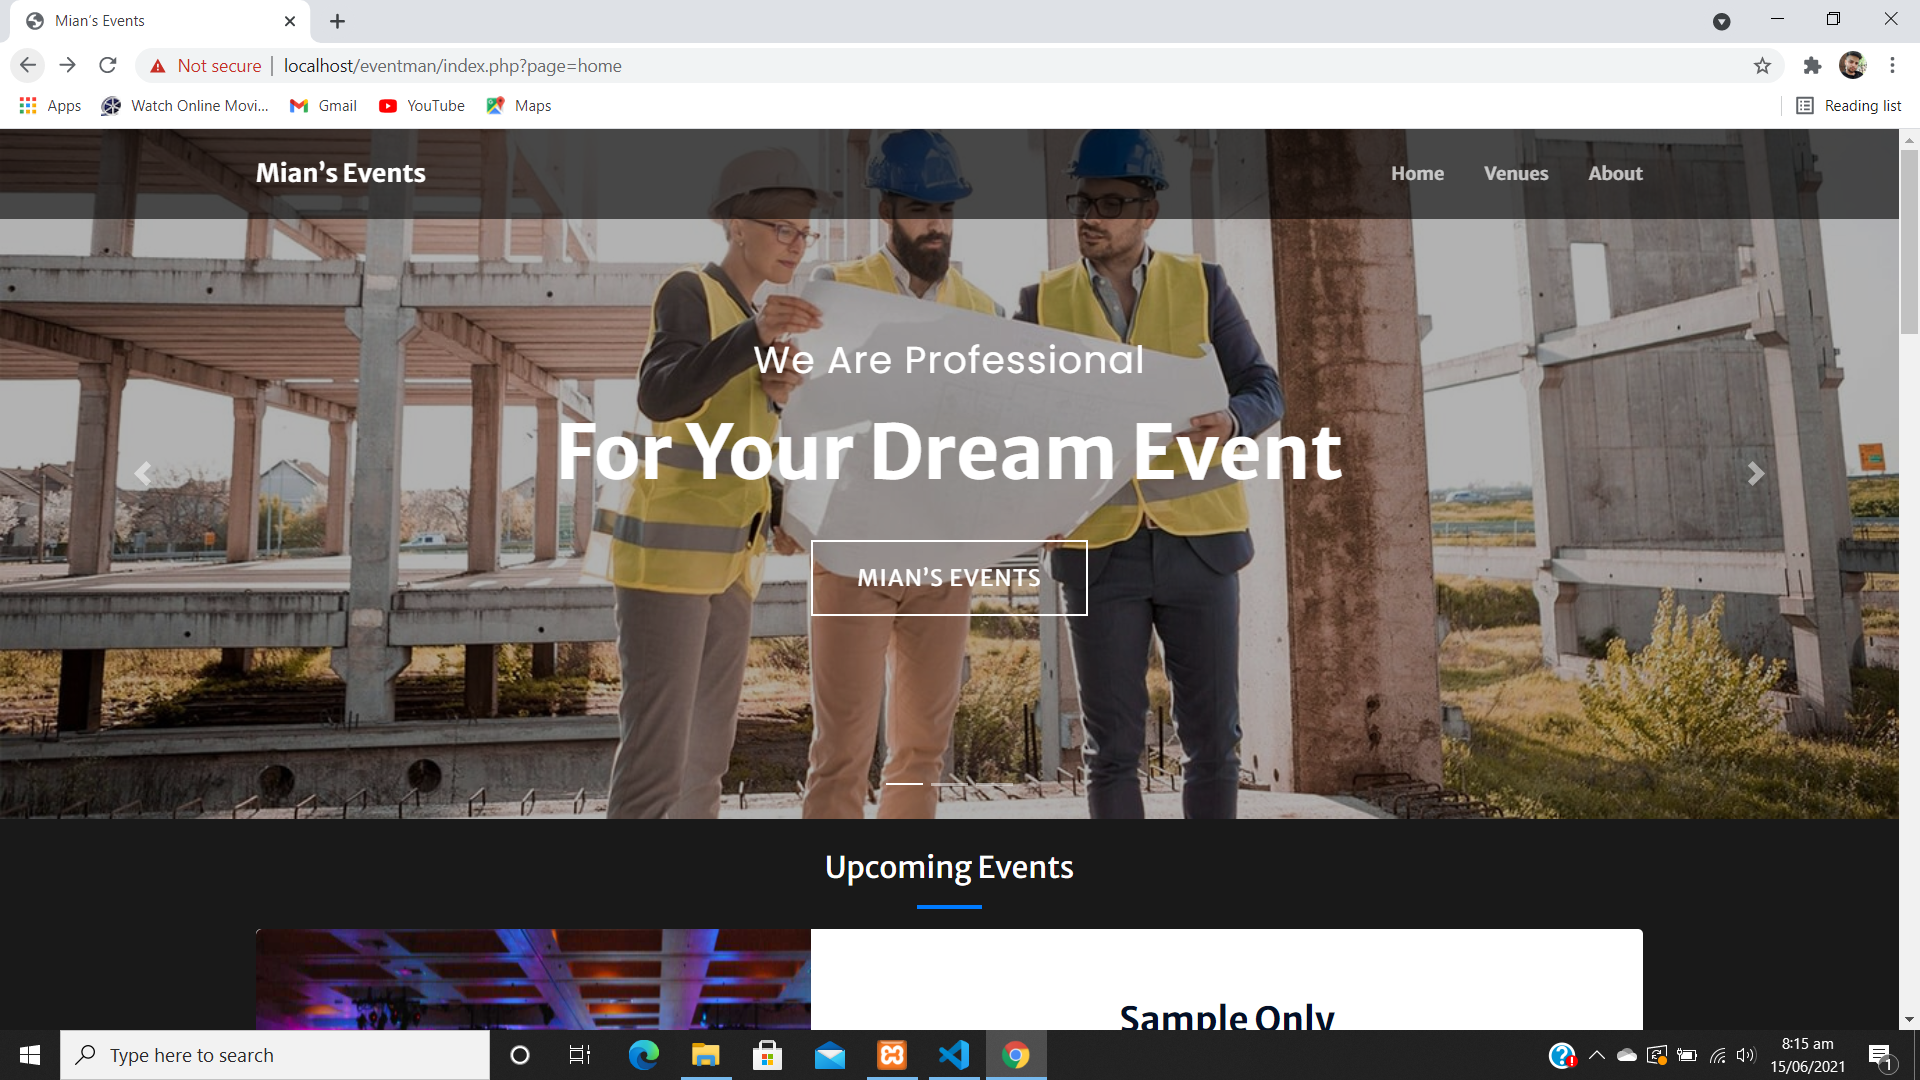 Mian’s Events
Not secure | localhost/eventman/index.php?page=home
Apps
Watch Online Movi...
Gmail
YouTube
Maps
Reading list
Mian’s Events
Home
Venues
About
We Are Professional
For Your Dream Event
MIAN’S EVENTS
Upcoming Events
Sample Only
Type here to search
8:15 am
15/06/2021
1